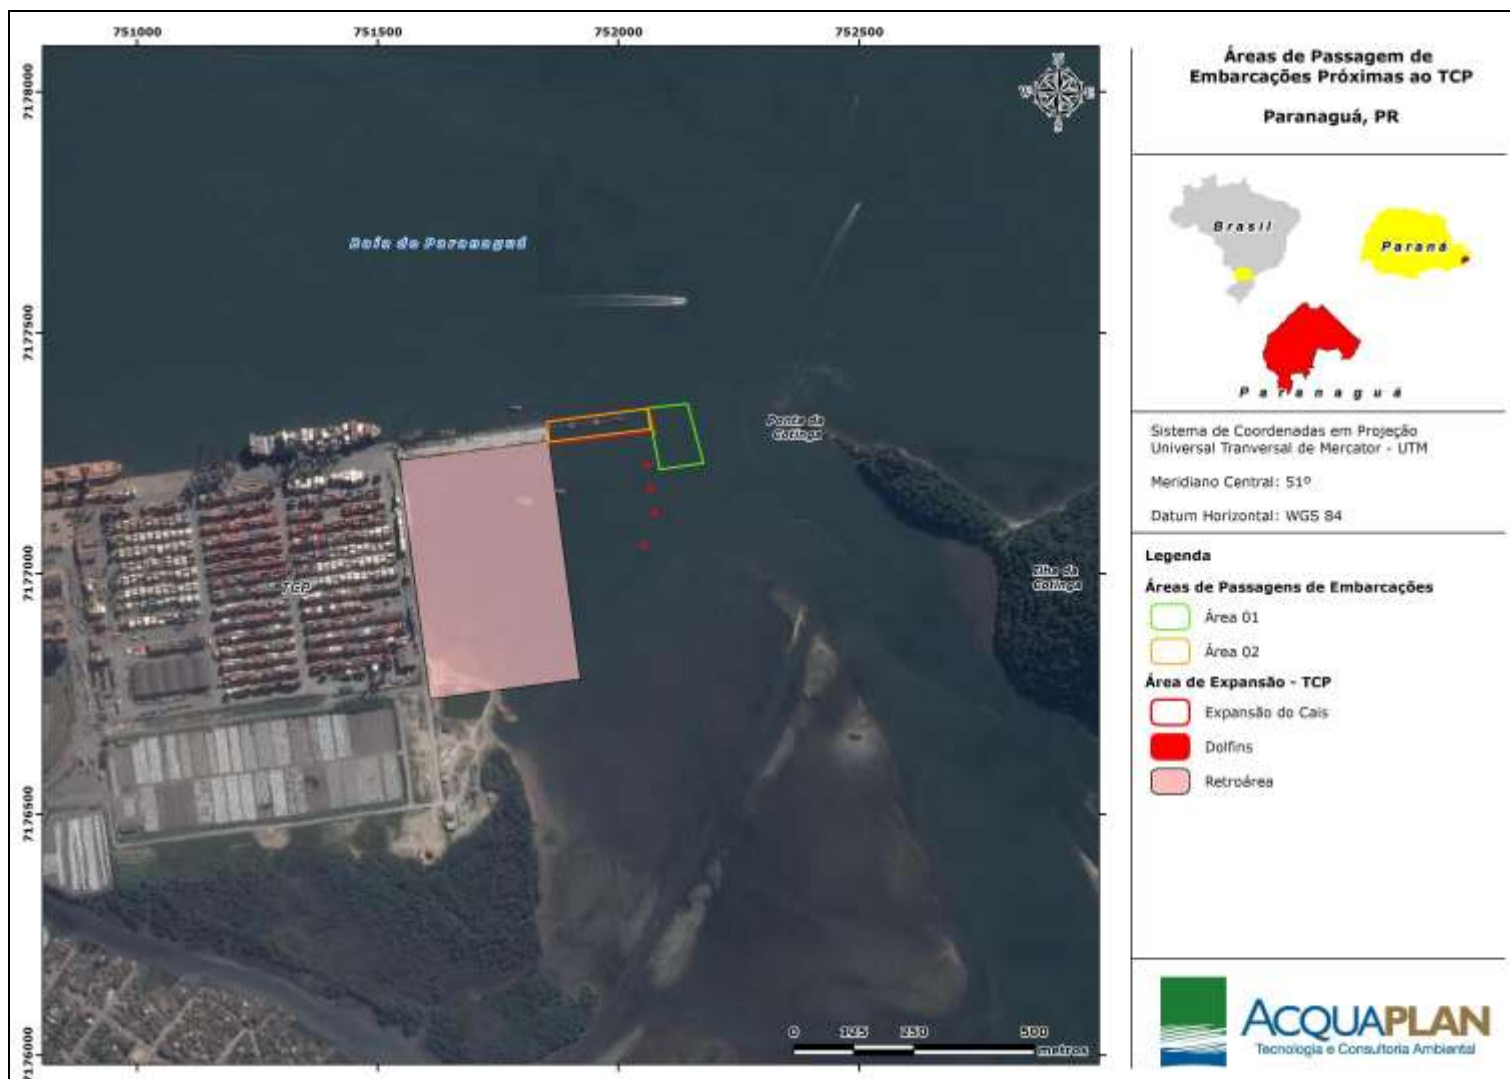 751000
751500
752000
752500
7178000
7177500
7177000
7176500
7176000
Baía de Paranaguá
Ponta da
Cotinga
Ilha da
Cotinga
TCP
N
W
E
S
0 125 250 500
metros
Áreas de Passagem de
Embarcações Próximas ao TCP
Paranaguá, PR
Brasil
Paraná
Paranaguá
Sistema de Coordenadas em Projeção
Universal Tranversal de Mercator - UTM
Meridiano Central: 51º
Datum Horizontal: WGS 84
Legenda
Áreas de Passagens de Embarcações
Área 01
Área 02
Área de Expansão - TCP
Expansão do Cais
Dolfins
Retroárea
ACQUAPLAN
Tecnologia e Consultoria Ambiental